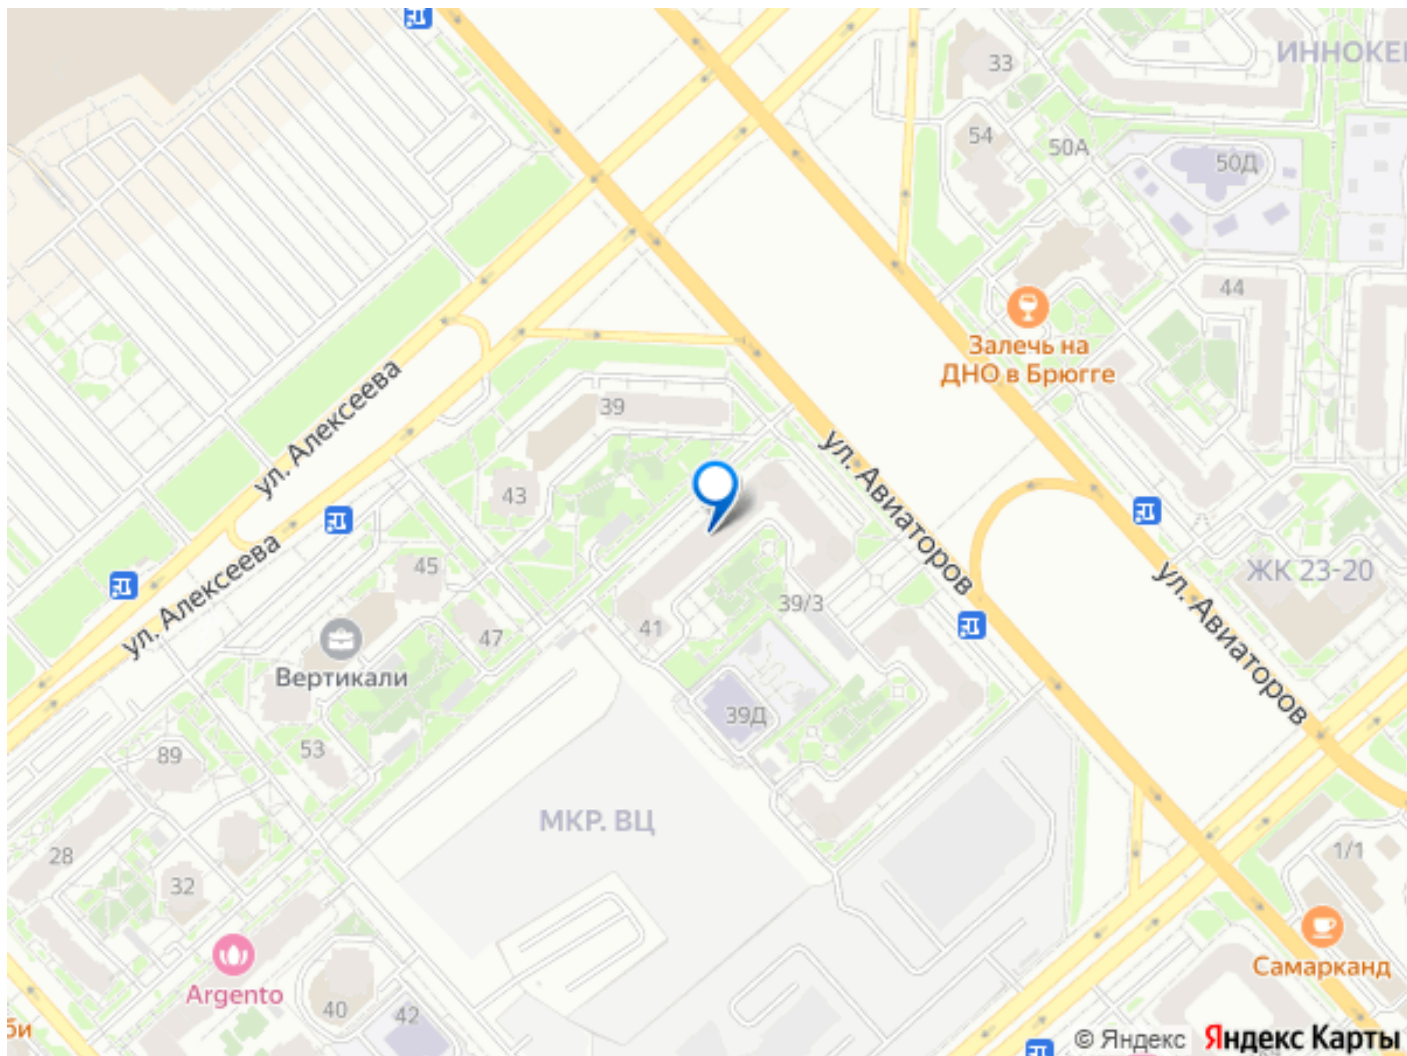 33
ИННОКЕ
54
50А
50Д
44
Залечь на
ДНО в Брюгге
ул. Алексеева
39
ул. Авиаторов
43
ул. Алексеева
45
39/3
ЖК 23-20
ул. Авиаторов
47
41
Вертикали
39Д
53
89
МКР. ВЦ
28
1/1
32
Самарканд
Argento
40
42
би
© Яндекс Яндекс Карты